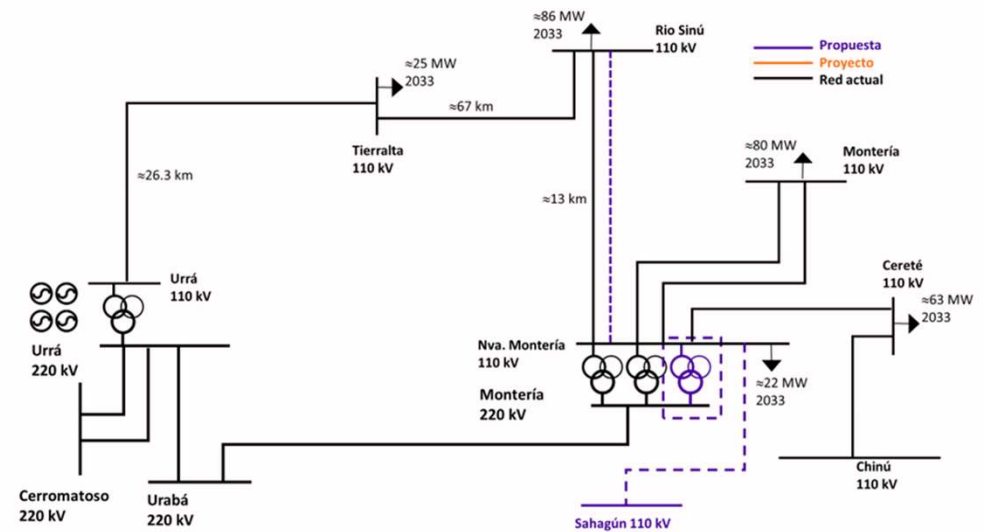 ≈86 MW
2033
Rio Sinú
110 kV
Propuesta
Proyecto
Red actual
≈25 MW
2033
≈67 km
Tierralta
110 kV
≈80 MW
2033
Montería
110 kV
≈26.3 km
≈13 km
Cereté
110 kV
Urrá
110 kV
≈63 MW
2033
Urrá
220 kV
Nva. Montería
110 kV
Montería
220 kV
≈22 MW
2033
Cerromatoso
220 kV
Urabá
220 kV
Chinú
110 kV
Sahagún 110 kV